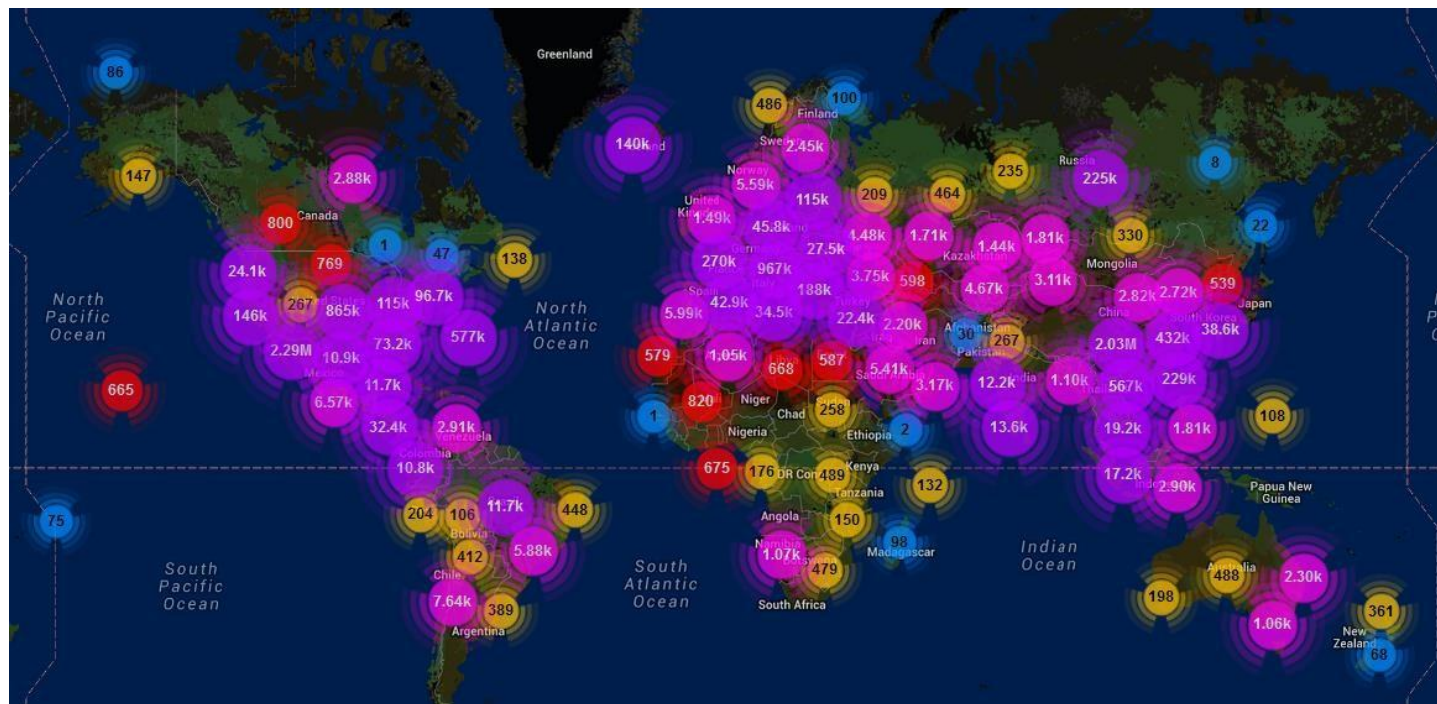 Greenland
86
486
100
Finland
140k
2.45k
Norway
147
2.88k
5.59k
115k
209
464
235
Russia
225k
8
United
1.49k
800
Canada
45.8k
4.48k
1.71k
1.44k
Kazakhstan
1.81k
330
22
1
47
138
27.5k
Mongolia
24.1k
769
270k
967k
3.75k
598
4.67k
3.11k
2.82k
2.72k
539
Japan
North
Pacific
Ocean
267
865k
115k
96.7k
North
Atlantic
Ocean
42.9k
188k
China
146k
5.99k
34.5k
22.4k
2.20k
Iran
Afghanistan
30
Pakistan
267
South Korea
38.6k
577k
2.29M
10.9k
73.2k
2.03M
432k
579
1.05k
668
587
5.41k
3.17k
12.2k
1.10k
567k
229k
665
11.7k
6.57k
820
Niger
Chad
258
1
Nigeria
Ethiopia
2
13.6k
19.2k
1.81k
108
32.4k
2.91k
Venezuela
Colombia
10.8k
675
176
489
Kenya
Tanzania
132
17.2k
2.90k
Papua New
Guinea
75
204
106
Bolivia
11.7k
448
Angola
150
98
Madagascar
412
5.88k
Chile
Namibia
1.07k
479
South Africa
South
Pacific
Ocean
South
Atlantic
Ocean
Indian
Ocean
7.64k
389
Argentina
198
488
Australia
2.30k
1.06k
361
New
Zealand
68